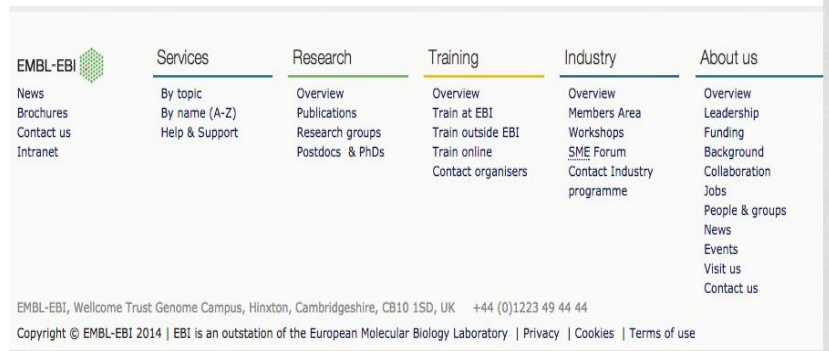 EMBL-EBI
News
Brochures
Contact us
Intranet
Services
By topic
By name (A-Z)
Help & Support
Research
Overview
Publications
Research groups
Postdocs & PhDs
Training
Overview
Train at EBI
Train outside EBI
Train online
Contact organisers
Industry
Overview
Members Area
Workshops
SME Forum
Contact Industry
programme
About us
Overview
Leadership
Funding
Background
Collaboration
Jobs
People & groups
News
Events
Visit us
Contact us
EMBL-EBI, Wellcome Trust Genome Campus, Hinxton, Cambridgeshire, CB10 1SD, UK +44 (0)1223 49 44 44
Copyright © EMBL-EBI 2014 | EBI is an outstation of the European Molecular Biology Laboratory | Privacy | Cookies | Terms of use